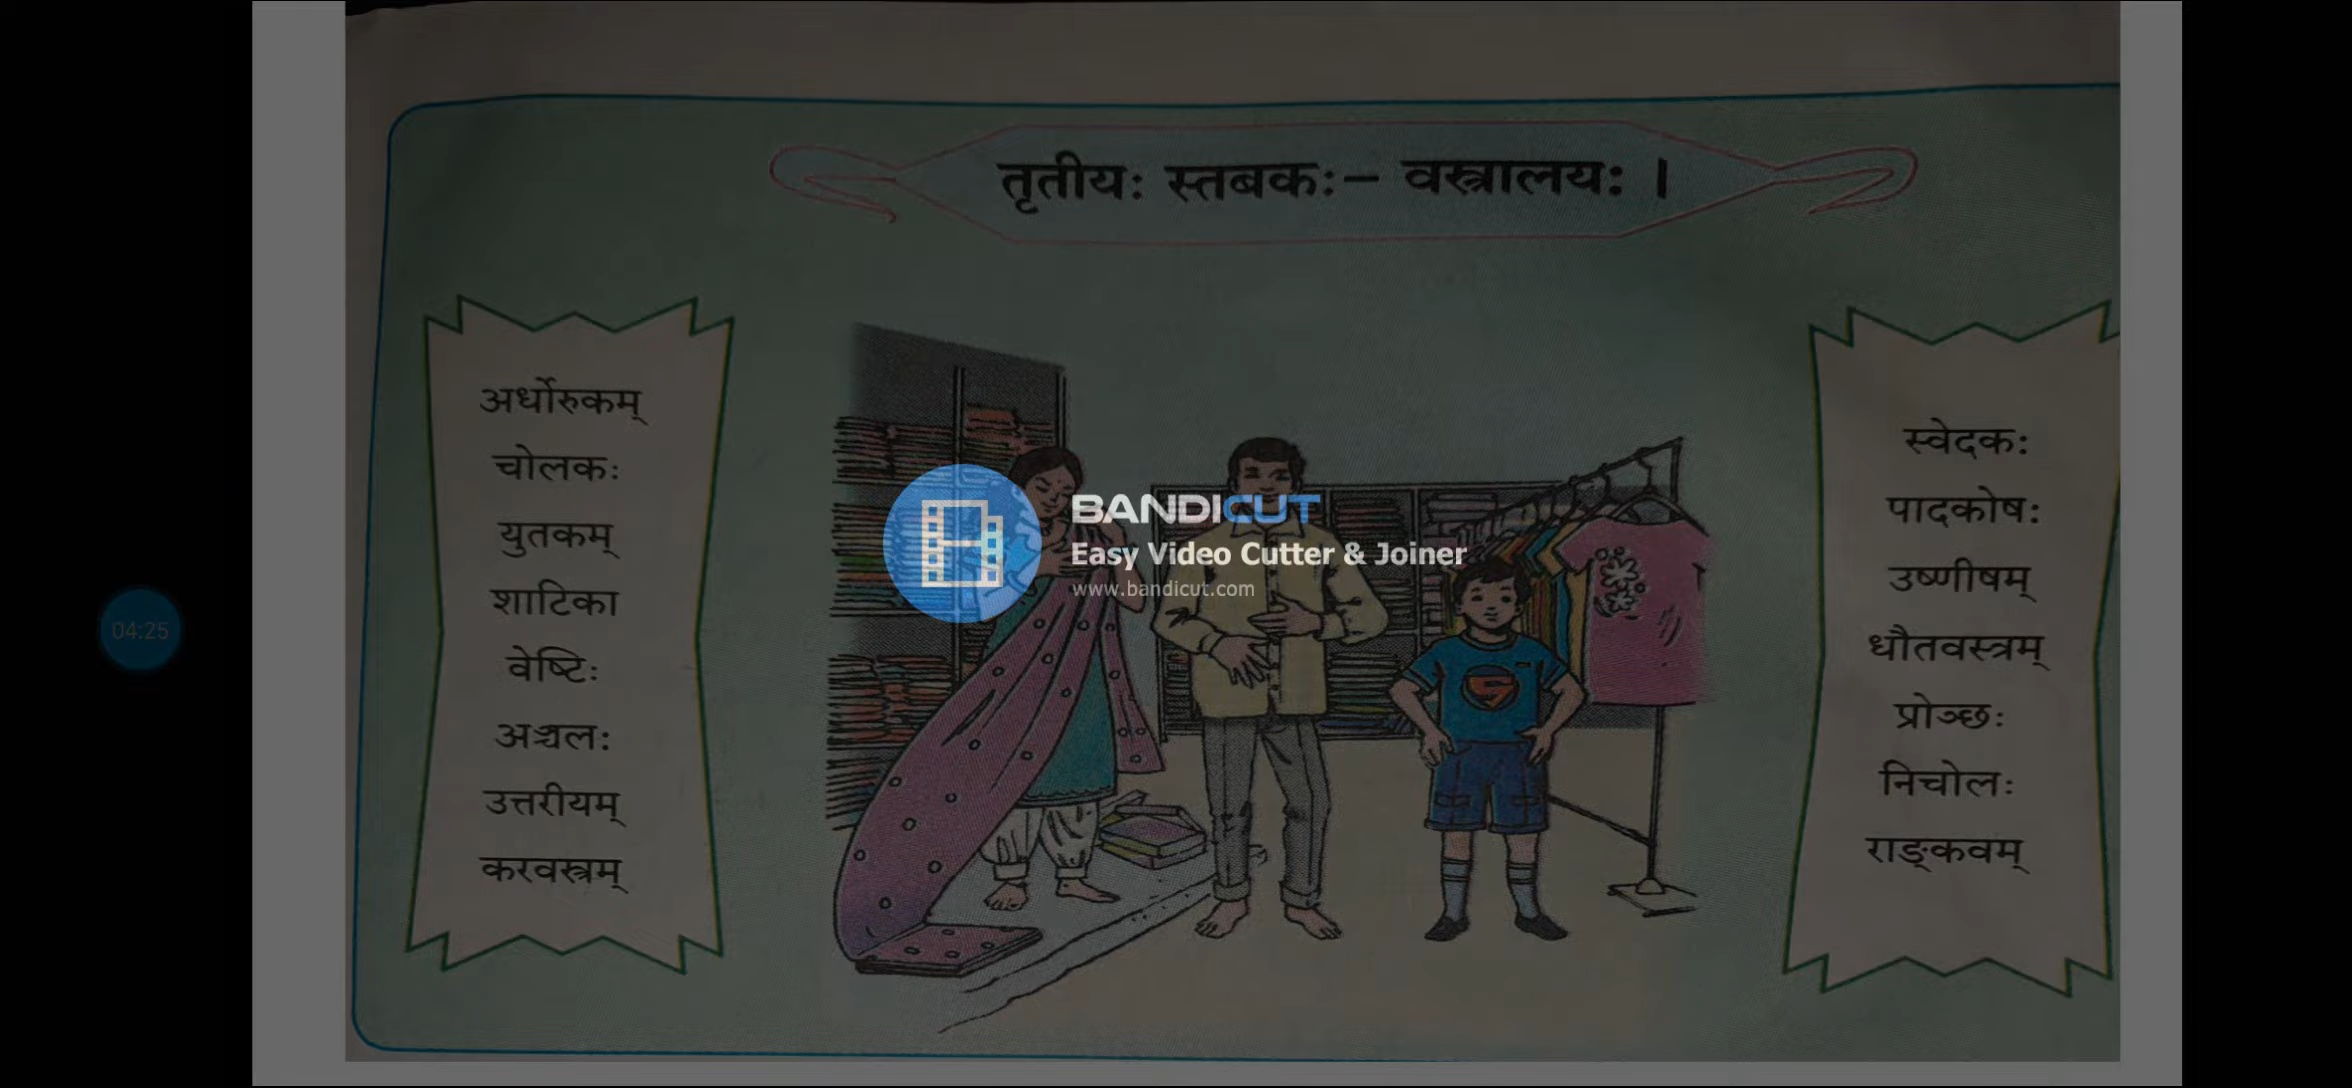 तृतीयः स्तबकः– वस्त्रालयः ।
अर्धोरुकम्
चोलकः
युतकम्
शाटिका
वेष्टिः
अञ्चलः
उत्तरीयम्
करवस्त्रम्
स्वेदकः
पादकोषः
उष्णीषम्
धौतवस्त्रम्
प्रोञ्छः
निचोलः
राङ्कवम्
BANDICUT
Easy Video Cutter & Joiner
www.bandicut.com
04:25